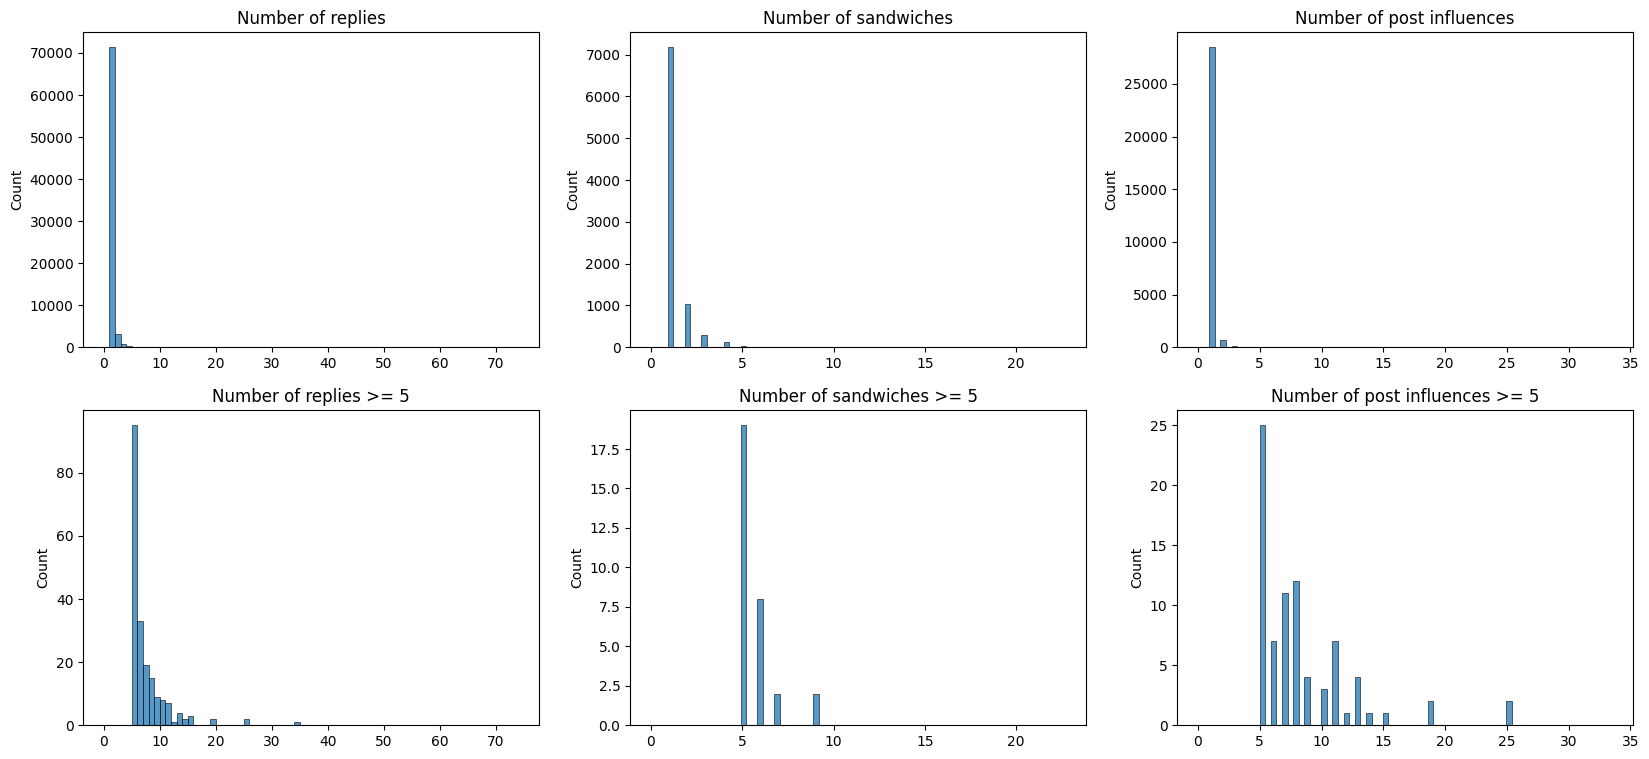 Number of replies
70000
60000
50000
40000
30000
20000
10000
0
Count
0 10 20 30 40 50 60 70
Number of sandwiches
7000
6000
5000
4000
3000
2000
1000
0
Count
0 5 10 15 20
Number of post influences
25000
20000
15000
10000
5000
0
Count
0 5 10 15 20 25 30 35
Number of replies >= 5
80
60
40
20
0
Count
0 10 20 30 40 50 60 70
Number of sandwiches >= 5
17.5
15.0
12.5
10.0
7.5
5.0
2.5
0.0
Count
0 5 10 15 20
Number of post influences >= 5
25
20
15
10
5
0
Count
0 5 10 15 20 25 30 35